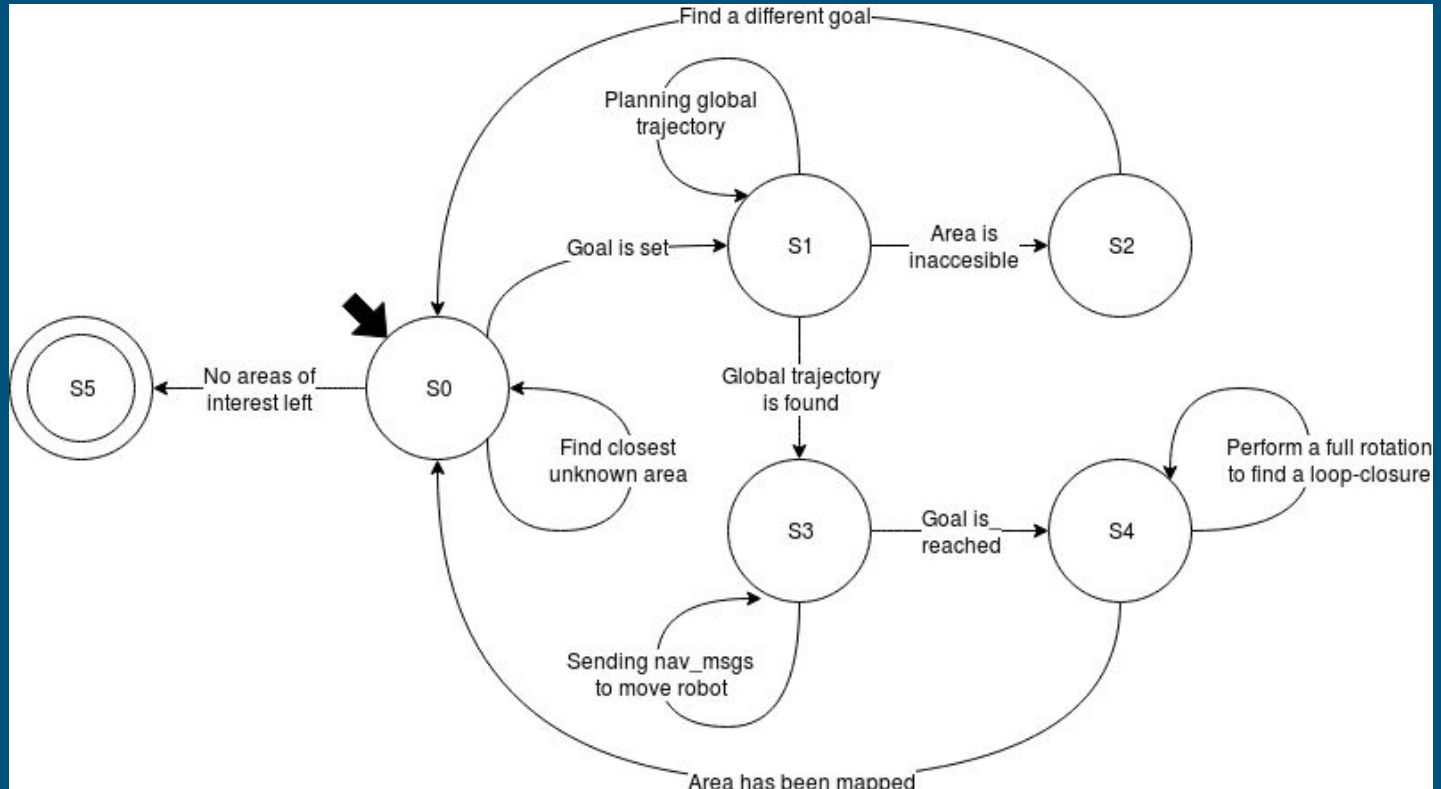 Find a different goal
Planning global
trajectory
Goal is set
S1
Area is
inaccesible
S2
S5
No areas of
interest left
S0
Global trajectory
is found
Find closest
unknown area
Perform a full rotation
to find a loop-closure
S3
Goal is_
reached
S4
Sending nav_msgs
to move robot
Area has been mapped